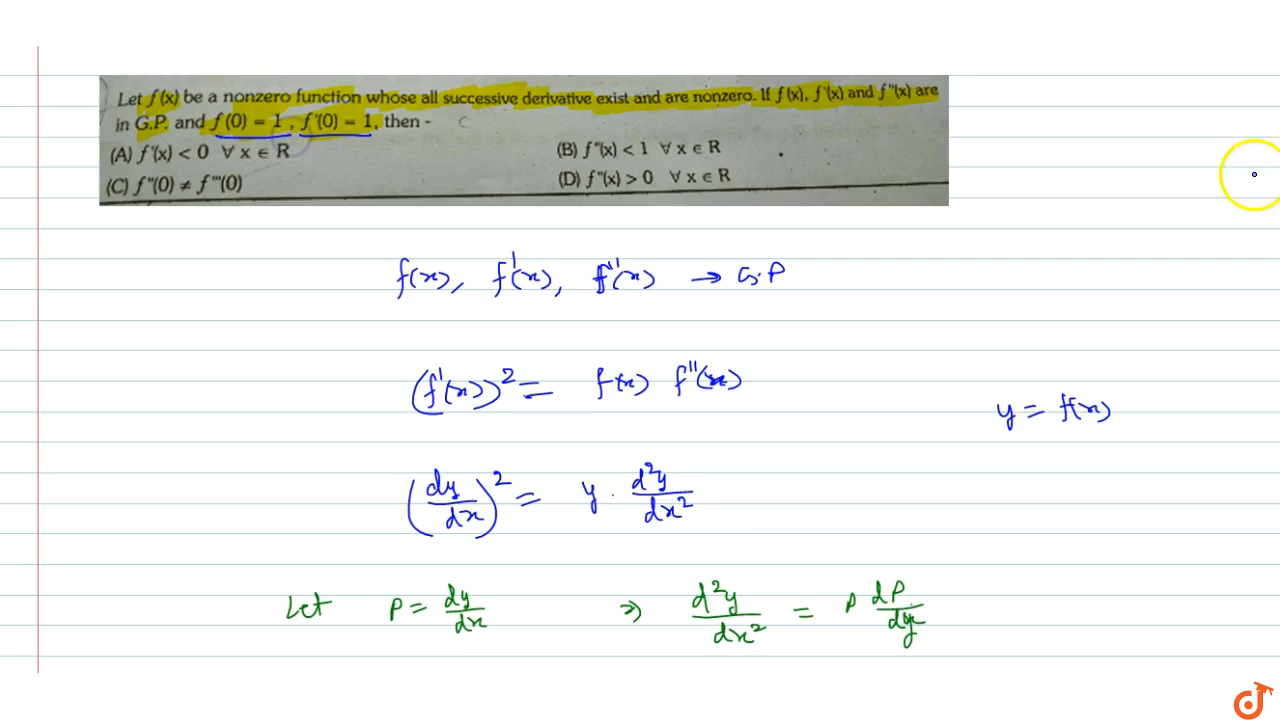 Let f(x) be a nonzero function whose all successive derivative exist and are nonzero. If f(x), f'(x) and f''(x) are
in G.P. and f(0) = 1, f'(0) = 1, then -
(A) f'(x) < 0 ∀ x ∈ R
(B) f''(x) < 1 ∀ x ∈ R
(C) f''(0) ≠ f'''(0)
(D) f''(x) > 0 ∀ x ∈ R
f(x), f'(x), f''(x) → G.P
(f'(x))² = f(x) f''(x)
y = f(x)
(dy/dx)² = y · d²y/dx²
Let P = dy/dx ⇒ d²y/dx² = P dP/dy